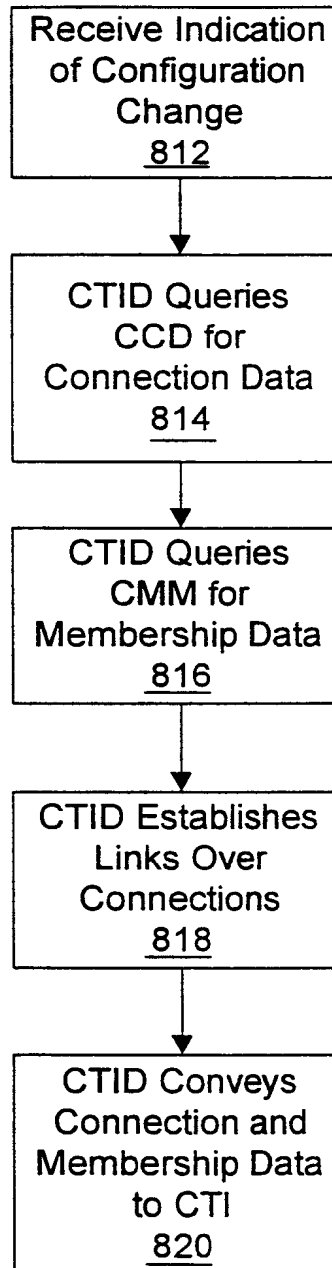 Receive Indication
of Configuration
Change
812
CTID Queries
CCD for
Connection Data
814
CTID Queries
CMM for
Membership Data
816
CTID Establishes
Links Over
Connections
818
CTID Conveys
Connection and
Membership Data
to CTI
820